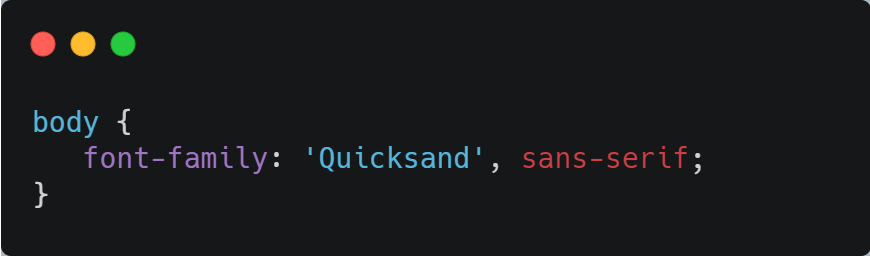 body {
   font-family: 'Quicksand', sans-serif;
}